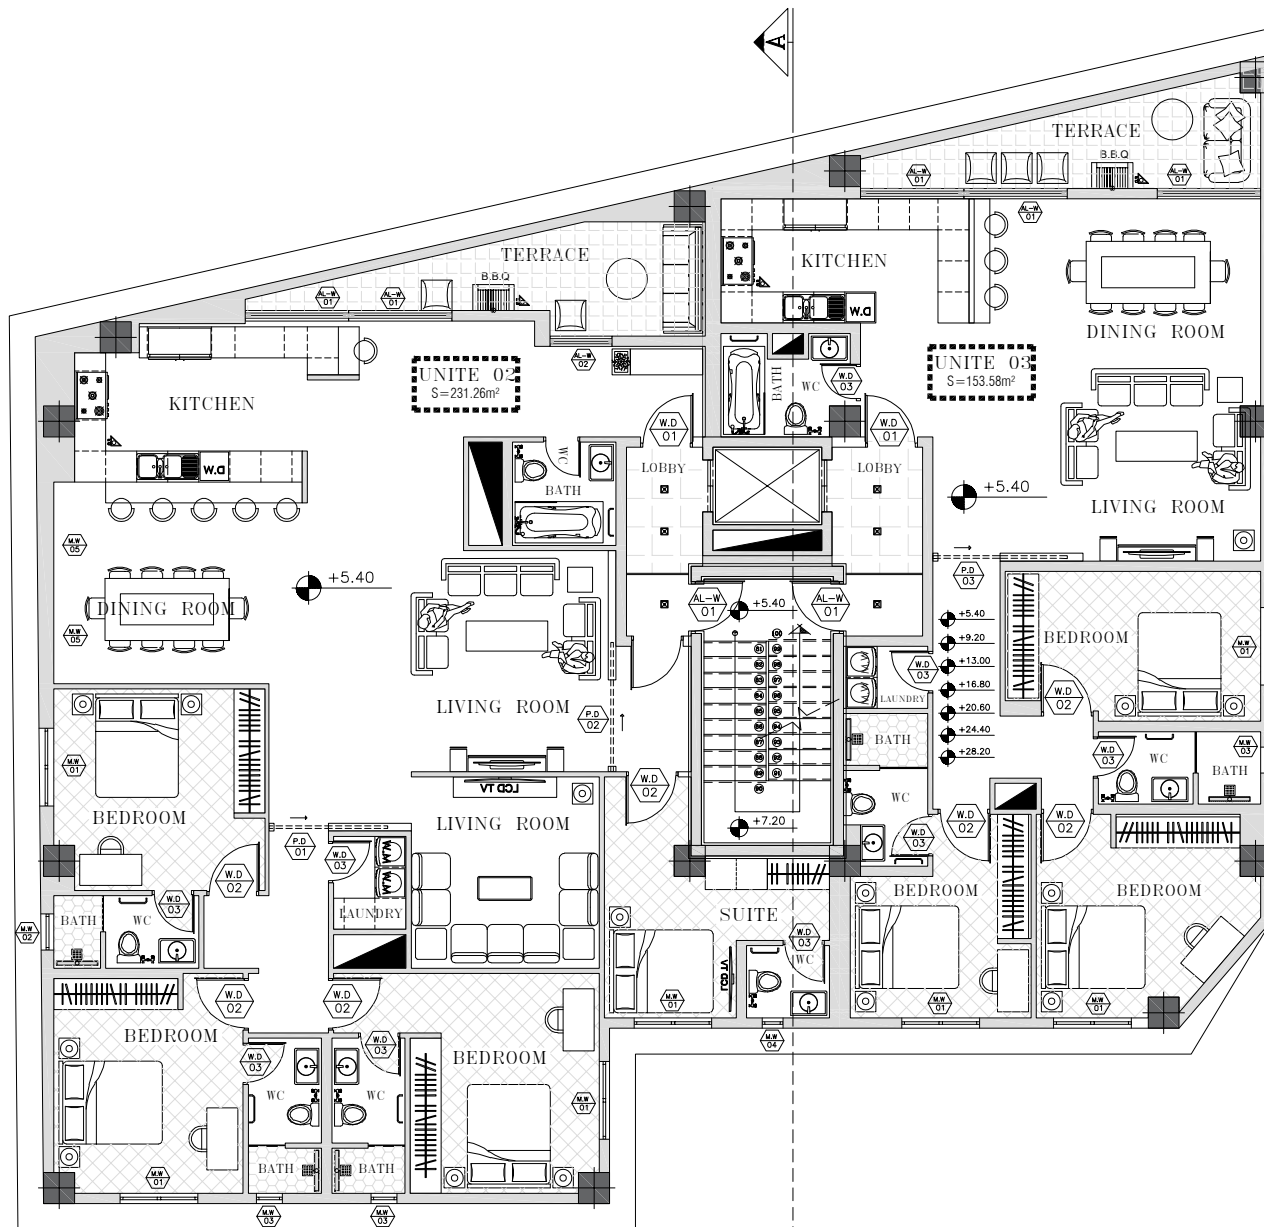 A
TERRACE
B.B.Q
AL-W
01
AL-W
01
AL-W
01
TERRACE
B.B.Q
AL-W
01
AL-W
01
KITCHEN
W.D
DINING ROOM
UNITE 02
S=231.26m²
AL-W
02
UNITE 03
S=153.58m²
BATH
WC
W.D
03
KITCHEN
W.D
W.D
01
W.D
01
LOBBY
LOBBY
WC
BATH
+5.40
LIVING ROOM
M.W
05
P.D
03
+5.40
DINING ROOM
M.W
05
AL-W
01
+5.40
AL-W
01
+5.40
+9.20
+13.00
+16.80
+20.60
+24.40
+28.20
BEDROOM
M.W
01
M.W
M.W
W.D
03
LAUNDRY
W.D
02
LIVING ROOM
P.D
02
BATH
W.D
03
WC
M.W
03
BATH
M.W
01
LCD TV
W.D
02
WC
BEDROOM
LIVING ROOM
+7.20
W.D
02
W.D
02
P.D
01
W.D
03
W.M
W.M
W.D
03
W.D
02
BEDROOM
BEDROOM
BATH
WC
W.D
03
LAUNDRY
SUITE
M.W
02
W.D
03
WC
LCD TV
M.W
01
M.W
01
M.W
01
W.D
02
W.D
02
BEDROOM
W.D
03
W.D
03
BEDROOM
M.W
04
WC
WC
M.W
01
BATH
BATH
M.W
01
M.W
03
M.W
03